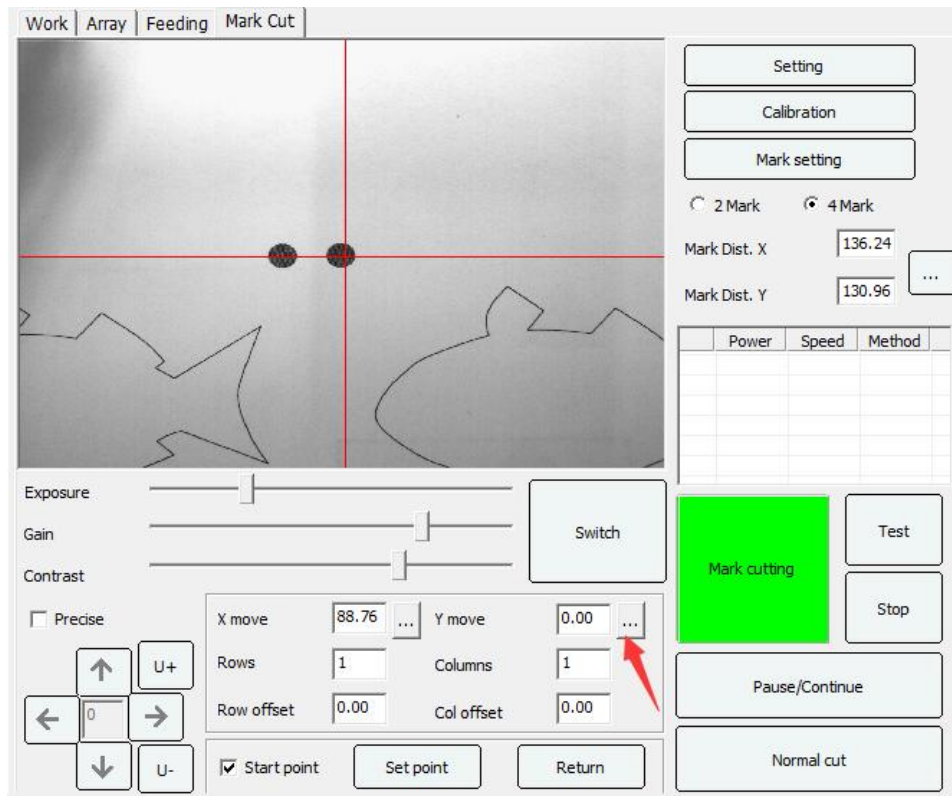 Work Array Feeding Mark Cut
Setting
Calibration
Mark setting
2 Mark 4 Mark
Mark Dist. X 136.24
...
Mark Dist. Y 130.96
Power Speed Method
Exposure
Gain
Contrast
Switch
Mark cutting
Test
Stop
Precise
X move 88.76 ... Y move 0.00 ...
Rows 1 Columns 1
Row offset 0.00 Col offset 0.00
U+
0
U-
Start point Set point Return
Pause/Continue
Normal cut